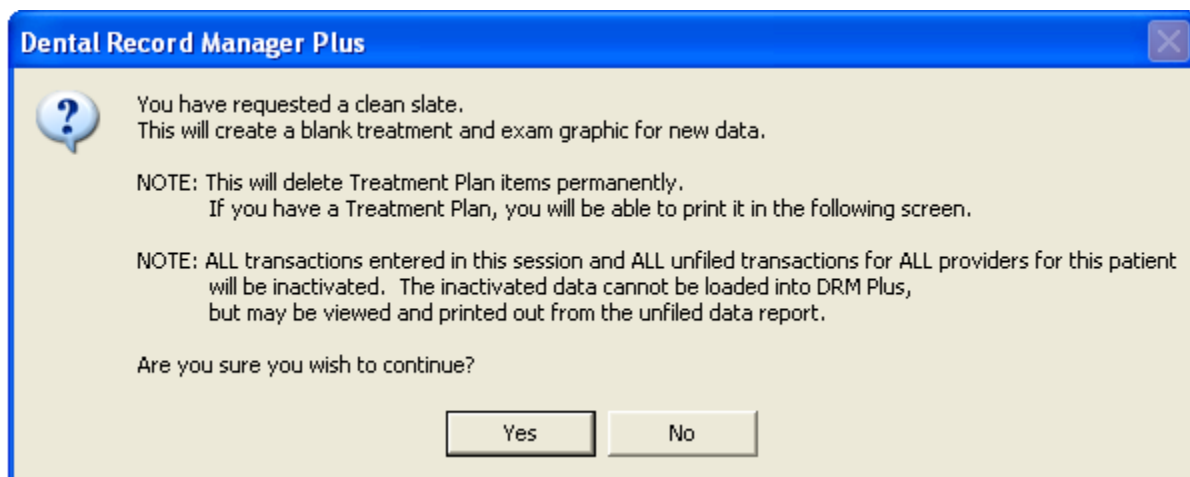 Dental Record Manager Plus
You have requested a clean slate.
This will create a blank treatment and exam graphic for new data.
NOTE: This will delete Treatment Plan items permanently.
If you have a Treatment Plan, you will be able to print it in the following screen.
NOTE: ALL transactions entered in this session and ALL unfiled transactions for ALL providers for this patient
will be inactivated.  The inactivated data cannot be loaded into DRM Plus,
but may be viewed and printed out from the unfiled data report.
Are you sure you wish to continue?
Yes No